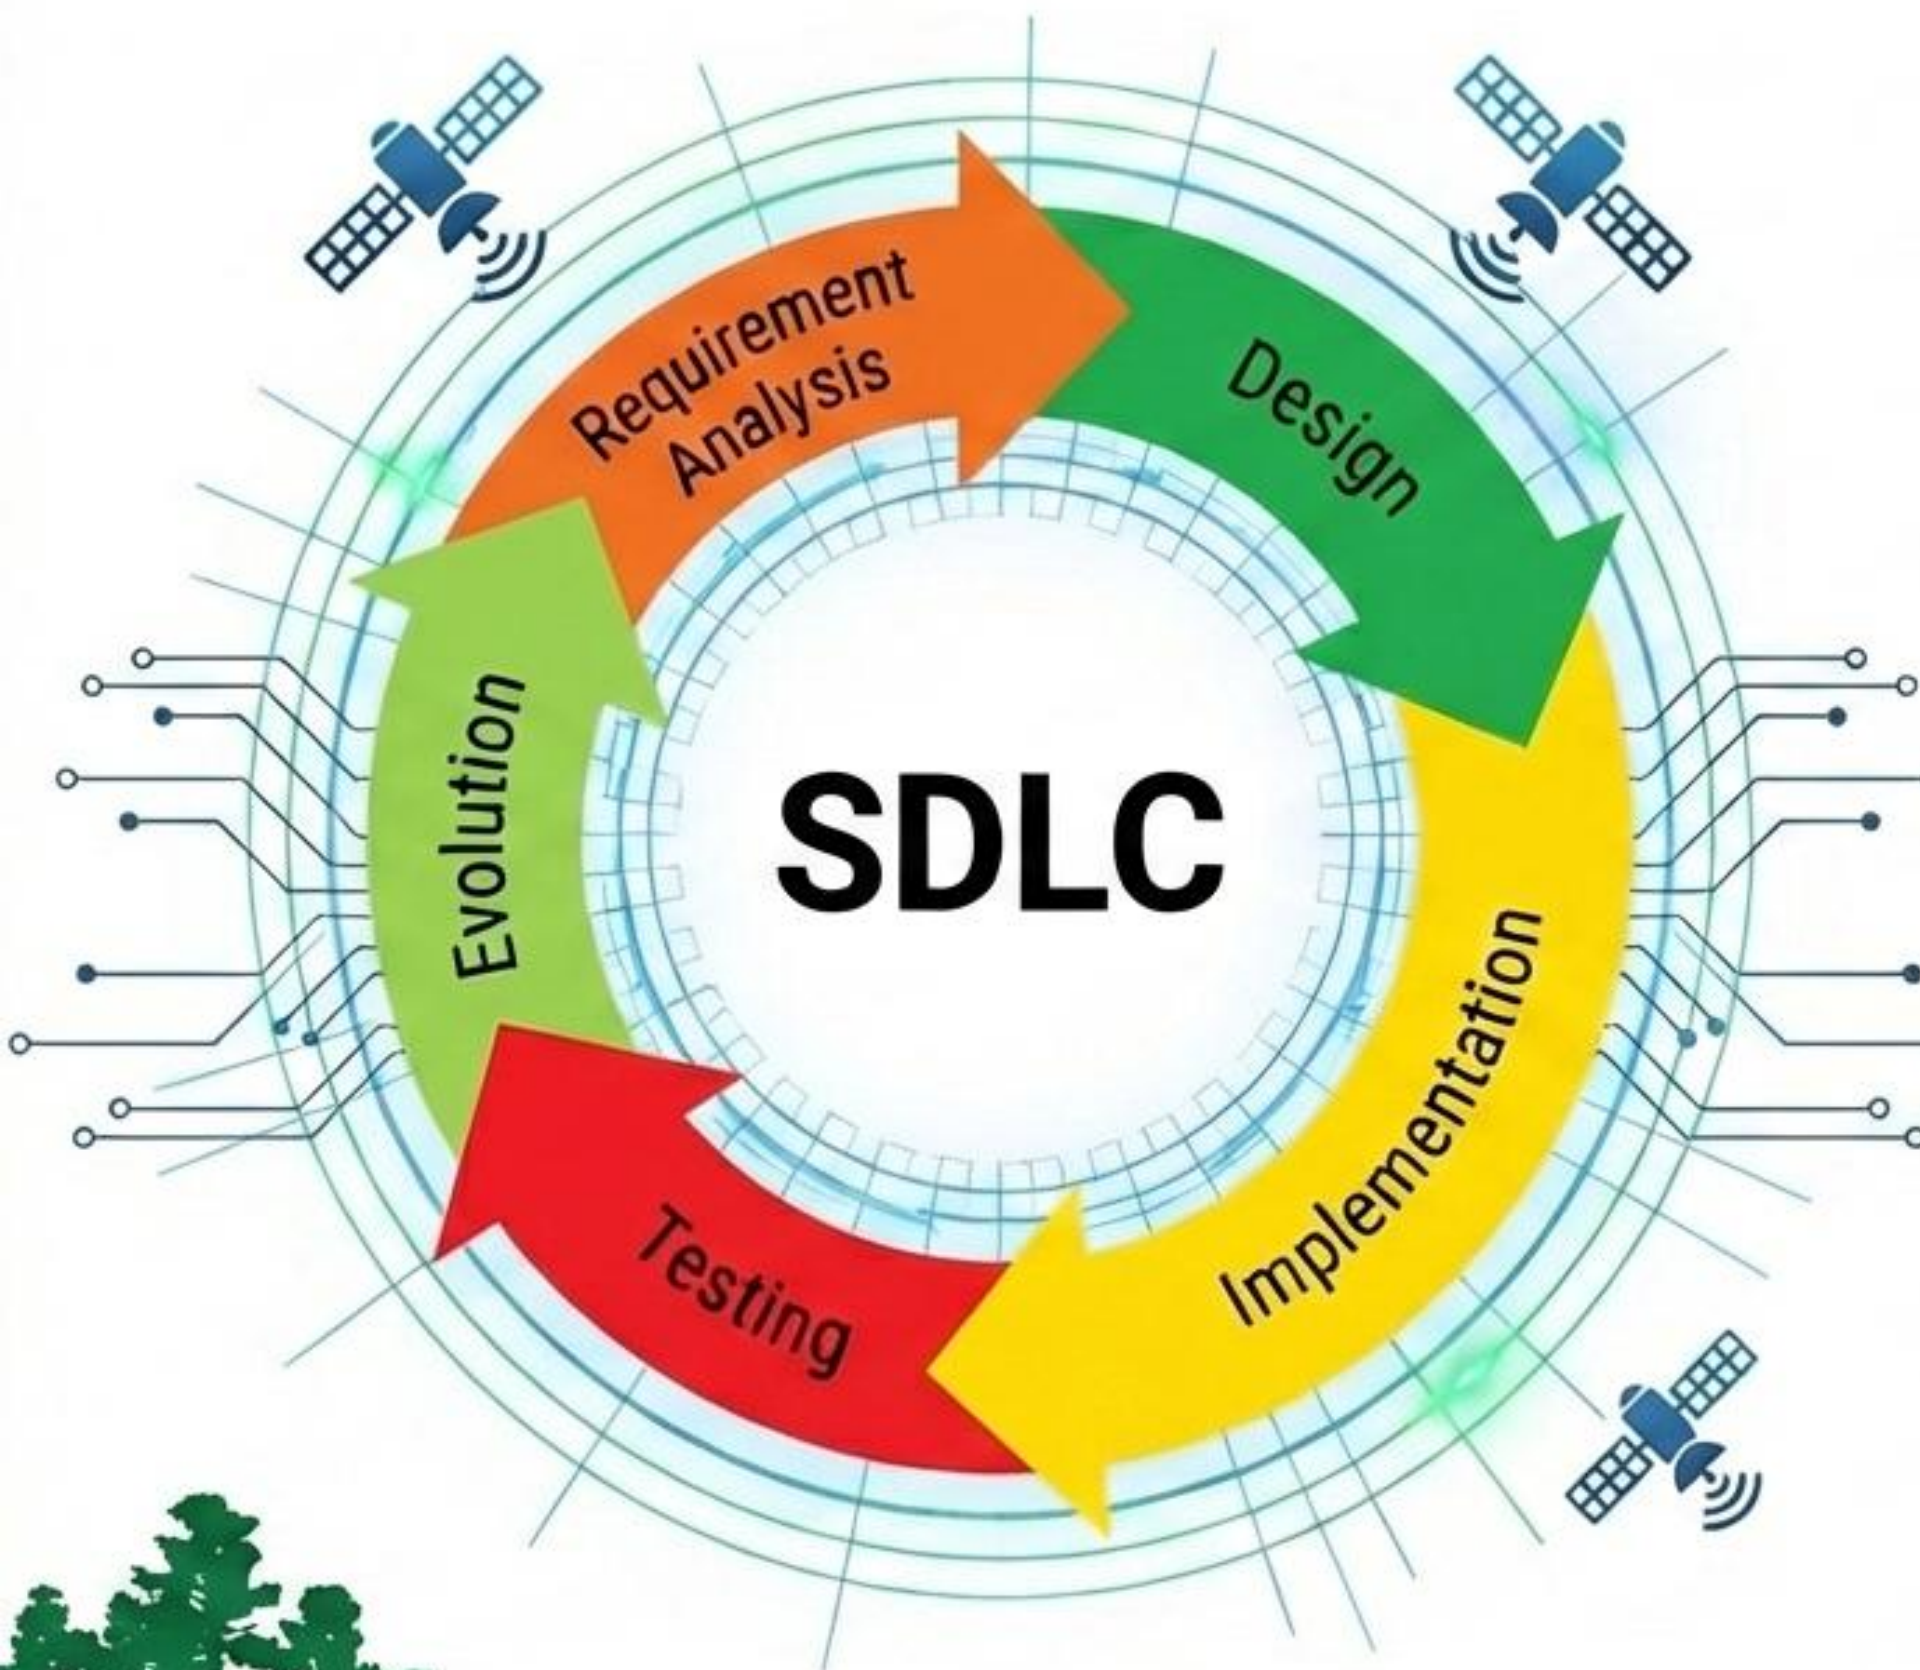 Requirement
Analysis
Design
SDLC
Evolution
Implementation
Testing